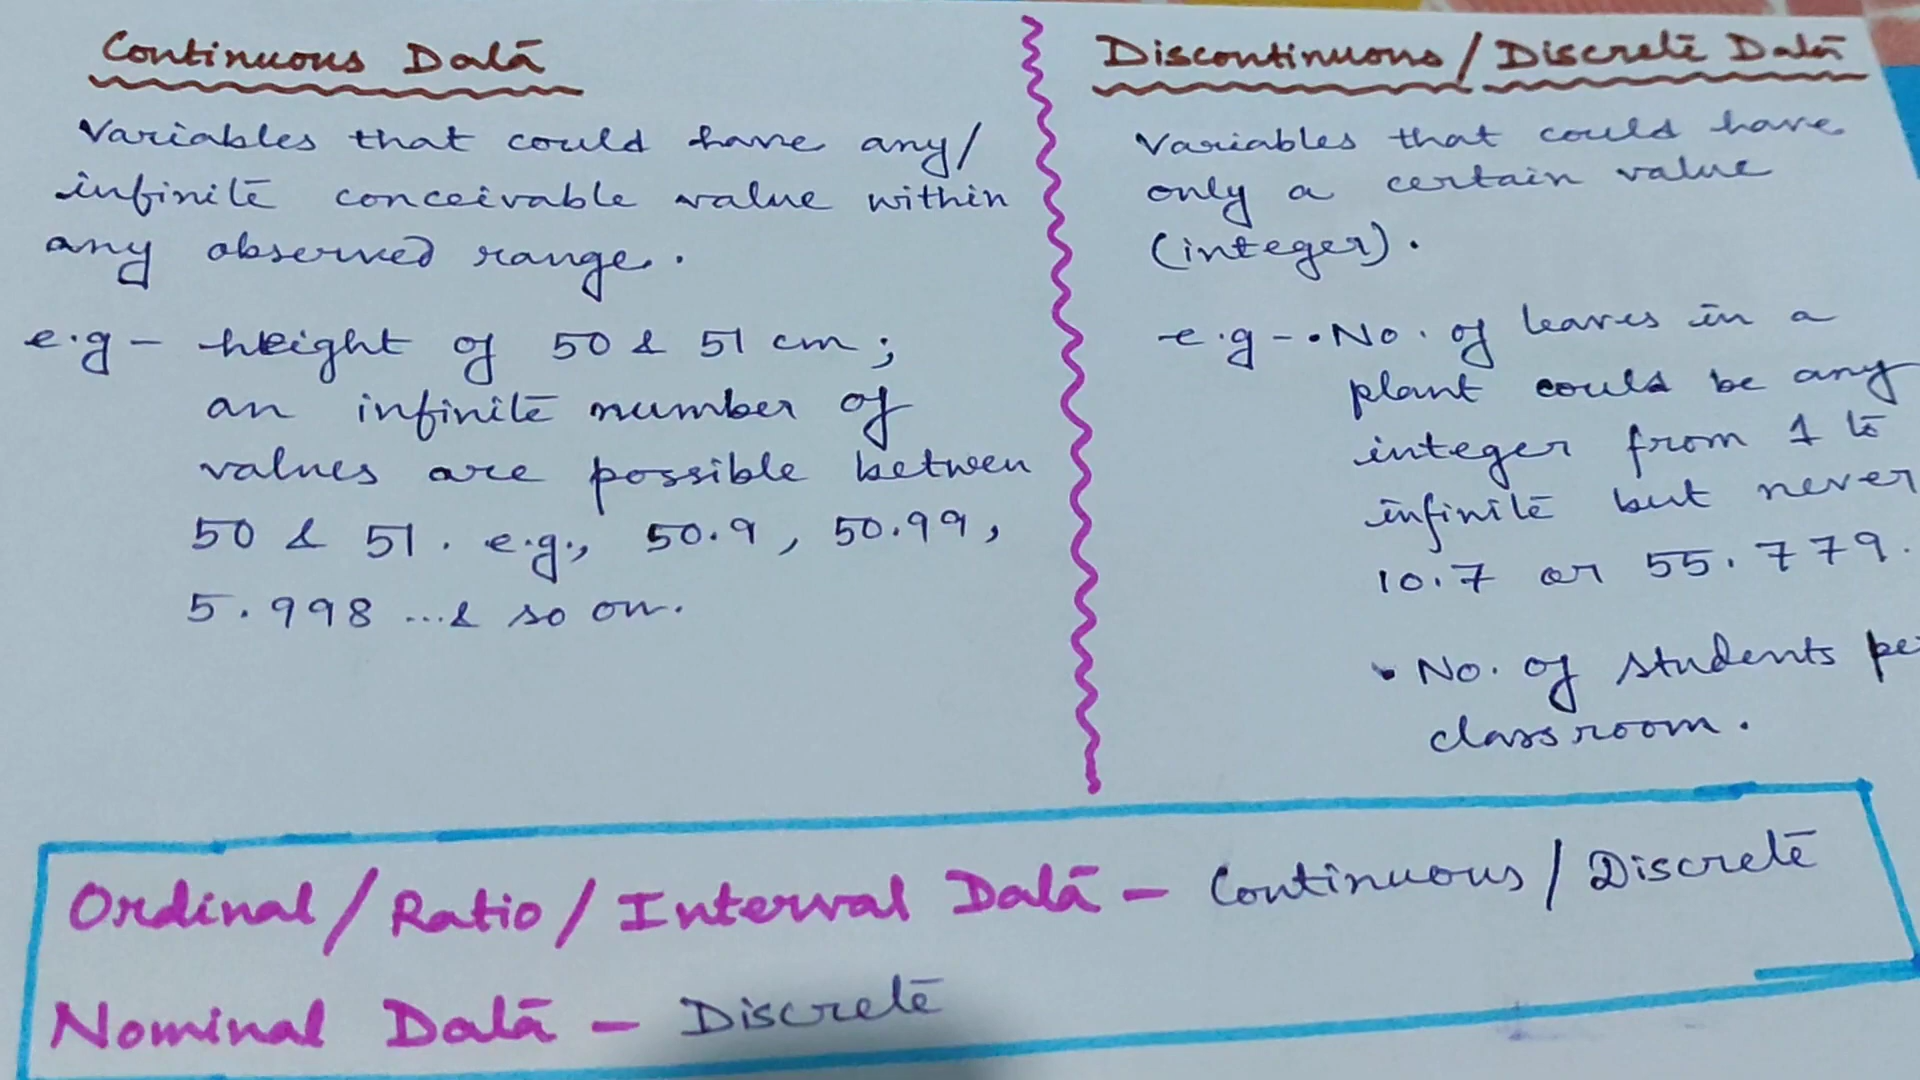 Continuous Data
Variables that could have any/
infinite conceivable value within
any observed range.
e.g - height of 50 & 51 cm;
an infinite number of
values are possible betwen
50 & 51. e.g., 50.9, 50.99,
5.998 ...& so on.
Discontinuous/Discrete Data
Variables that could have
only a certain value
(integer).
e.g - • No. of leaves in a
plant could be any
integer from 1 to
infinite but never
10.7 or 55.779.
• No. of students pe
classroom.
Ordinal/Ratio/Interval Data - Continuous/Discrete
Nominal Data - Discrete